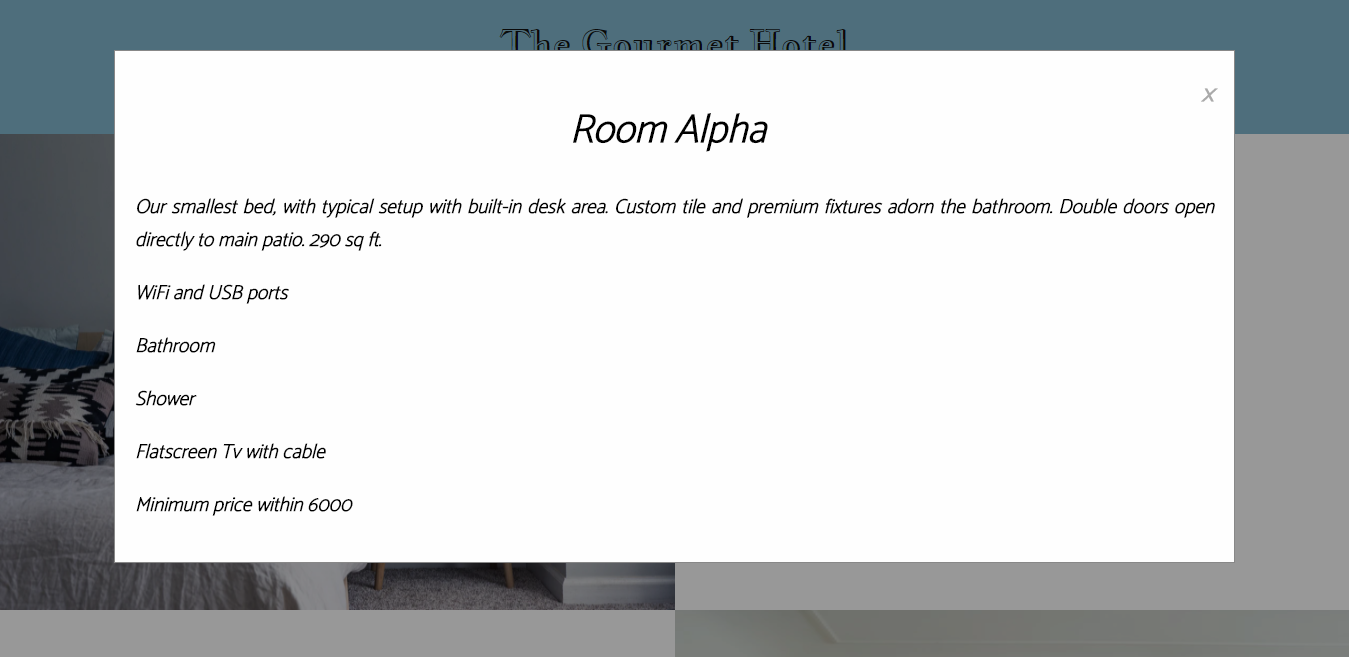 The Gourmet Hotel
x
Room Alpha
Our smallest bed, with typical setup with built-in desk area. Custom tile and premium fixtures adorn the bathroom. Double doors open
directly to main patio. 290 sq ft.
WiFi and USB ports
Bathroom
Shower
Flatscreen Tv with cable
Minimum price within 6000